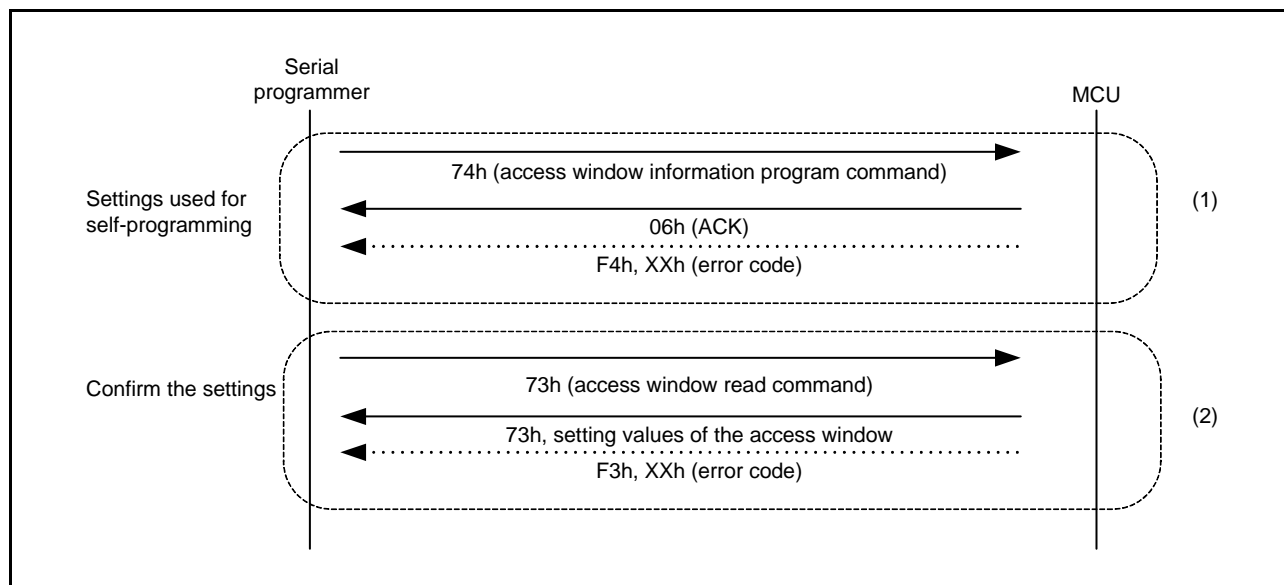 Serial
programmer
MCU
74h (access window information program command)
Settings used for
self-programming
(1)
06h (ACK)
F4h, XXh (error code)
73h (access window read command)
Confirm the settings
(2)
73h, setting values of the access window
F3h, XXh (error code)